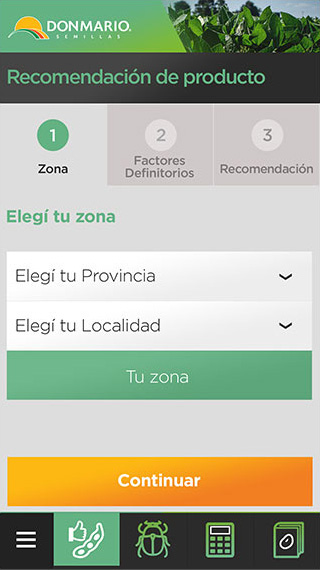 DONMARIO.
SEMILLAS
Recomendación de producto
1
Zona
2
Factores
Definitorios
3
Recomendación
Elegí tu zona
Elegí tu Provincia
Elegí tu Localidad
Tu zona
Continuar